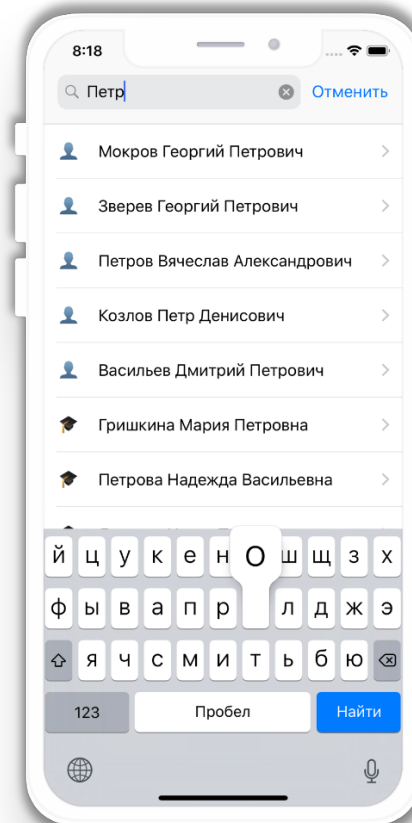 8:18
Петр
Отменить
Мокров Георгий Петрович
Зверев Георгий Петрович
Петров Вячеслав Александрович
Козлов Петр Денисович
Васильев Дмитрий Петрович
Гришкина Мария Петровна
Петрова Надежда Васильевна
й ц у к е н О ш щ з х
ф ы в а п р л д ж э
я ч с м и т ь б ю
123 Пробел Найти